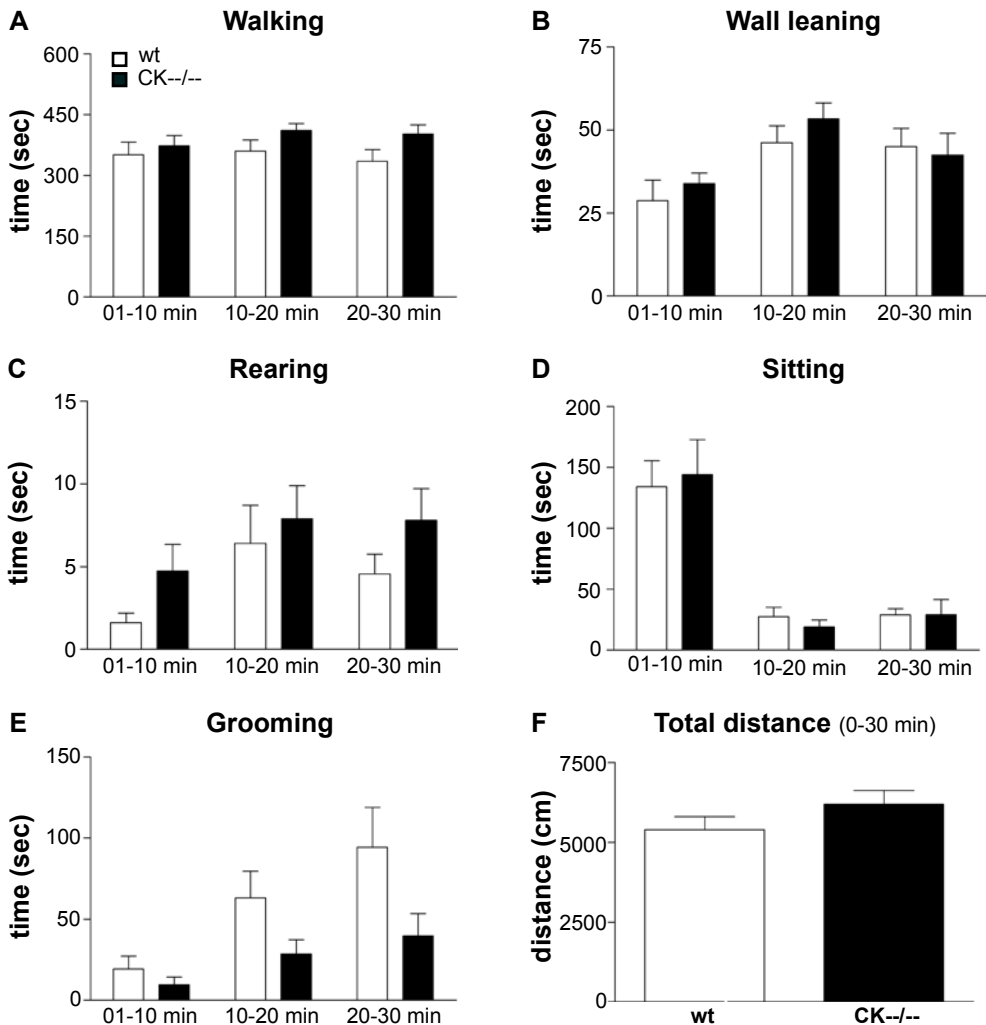 A Walking
wt
CK--/--
time (sec)
600
450
300
150
0
01-10 min 10-20 min 20-30 min
B Wall leaning
time (sec)
75
50
25
0
01-10 min 10-20 min 20-30 min
C Rearing
time (sec)
15
10
5
0
01-10 min 10-20 min 20-30 min
D Sitting
time (sec)
200
150
100
50
0
01-10 min 10-20 min 20-30 min
E Grooming
time (sec)
150
100
50
0
01-10 min 10-20 min 20-30 min
F Total distance (0-30 min)
distance (cm)
7500
5000
2500
0
wt CK--/--